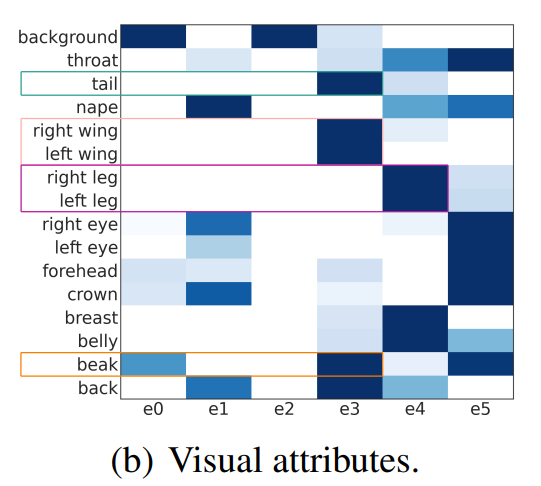 background
throat
tail
nape
right wing
left wing
right leg
left leg
right eye
left eye
forehead
crown
breast
belly
beak
back
e0 e1 e2 e3 e4 e5
(b) Visual attributes.